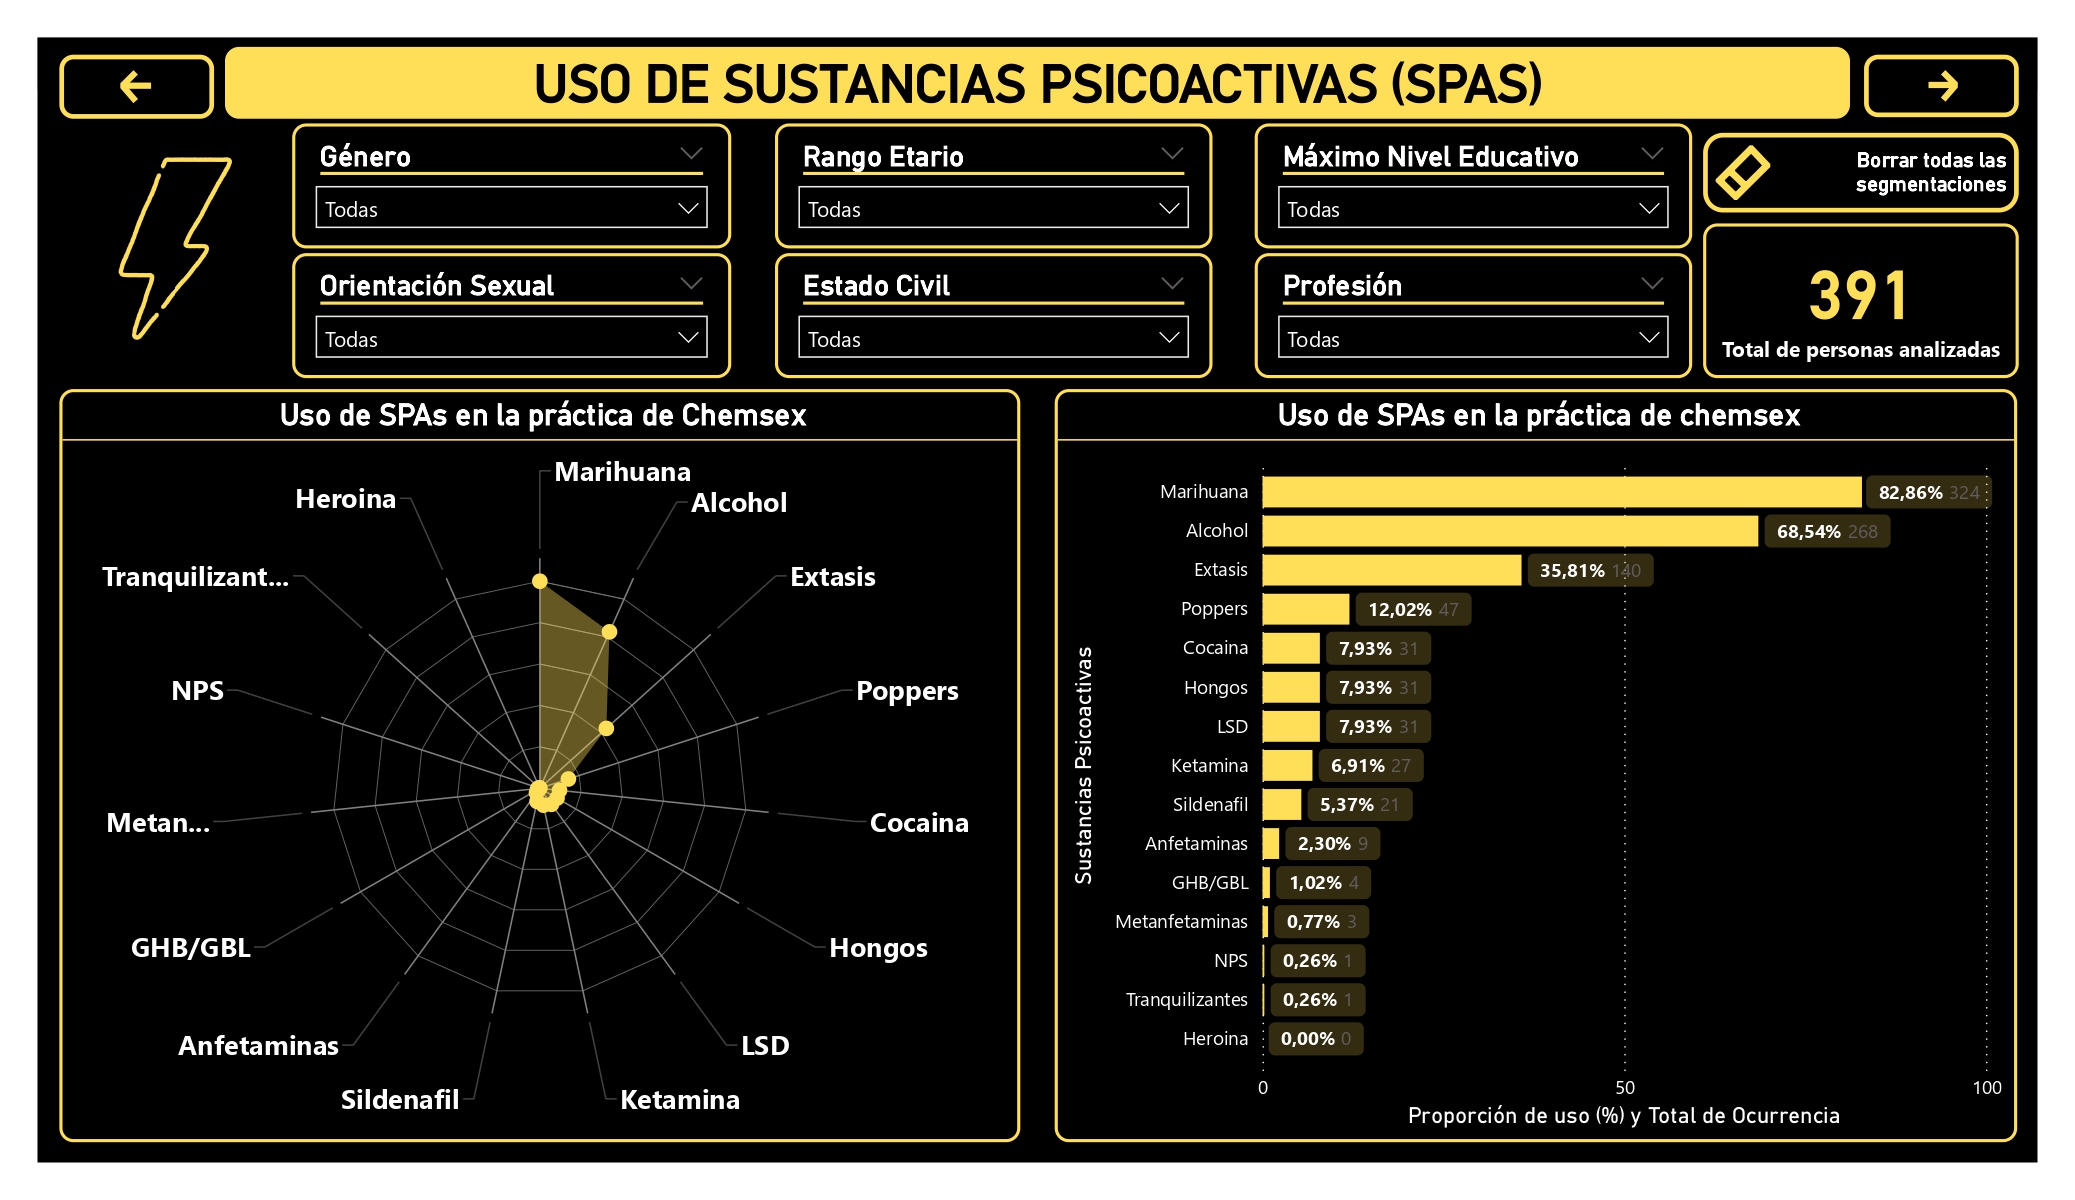 USO DE SUSTANCIAS PSICOACTIVAS (SPAS)
Género
Todas
Rango Etario
Todas
Máximo Nivel Educativo
Todas
Borrar todas las
segmentaciones
Orientación Sexual
Todas
Estado Civil
Todas
Profesión
Todas
391
Total de personas analizadas
Uso de SPAs en la práctica de Chemsex
Marihuana
Alcohol
Extasis
Poppers
Cocaina
Hongos
LSD
Ketamina
Sildenafil
Anfetaminas
GHB/GBL
Metan...
NPS
Tranquilizant...
Heroina
Uso de SPAs en la práctica de chemsex
Sustancias Psicoactivas
Marihuana 82,86% 324
Alcohol 68,54% 268
Extasis 35,81% 140
Poppers 12,02% 47
Cocaina 7,93% 31
Hongos 7,93% 31
LSD 7,93% 31
Ketamina 6,91% 27
Sildenafil 5,37% 21
Anfetaminas 2,30% 9
GHB/GBL 1,02% 4
Metanfetaminas 0,77% 3
NPS 0,26% 1
Tranquilizantes 0,26% 1
Heroina 0,00% 0
0 50 100
Proporción de uso (%) y Total de Ocurrencia